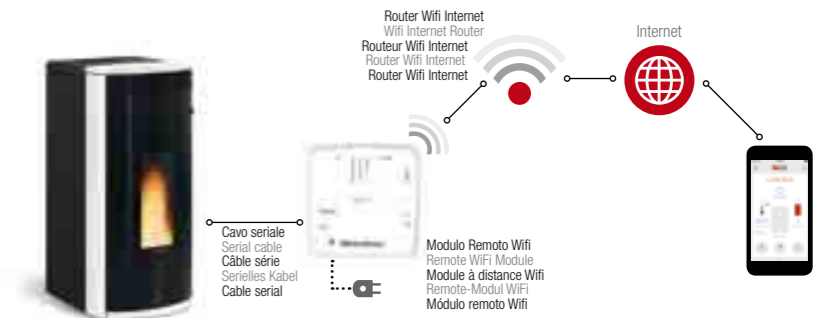 Router Wifi Internet
Wifi Internet Router
Routeur Wifi Internet
Router Wifi Internet
Router Wifi Internet
Internet
Cavo seriale
Serial cable
Câble série
Serielles Kabel
Cable serial
Modulo Remoto Wifi
Remote WiFi Module
Module à distance Wifi
Remote-Modul WiFi
Módulo remoto Wifi